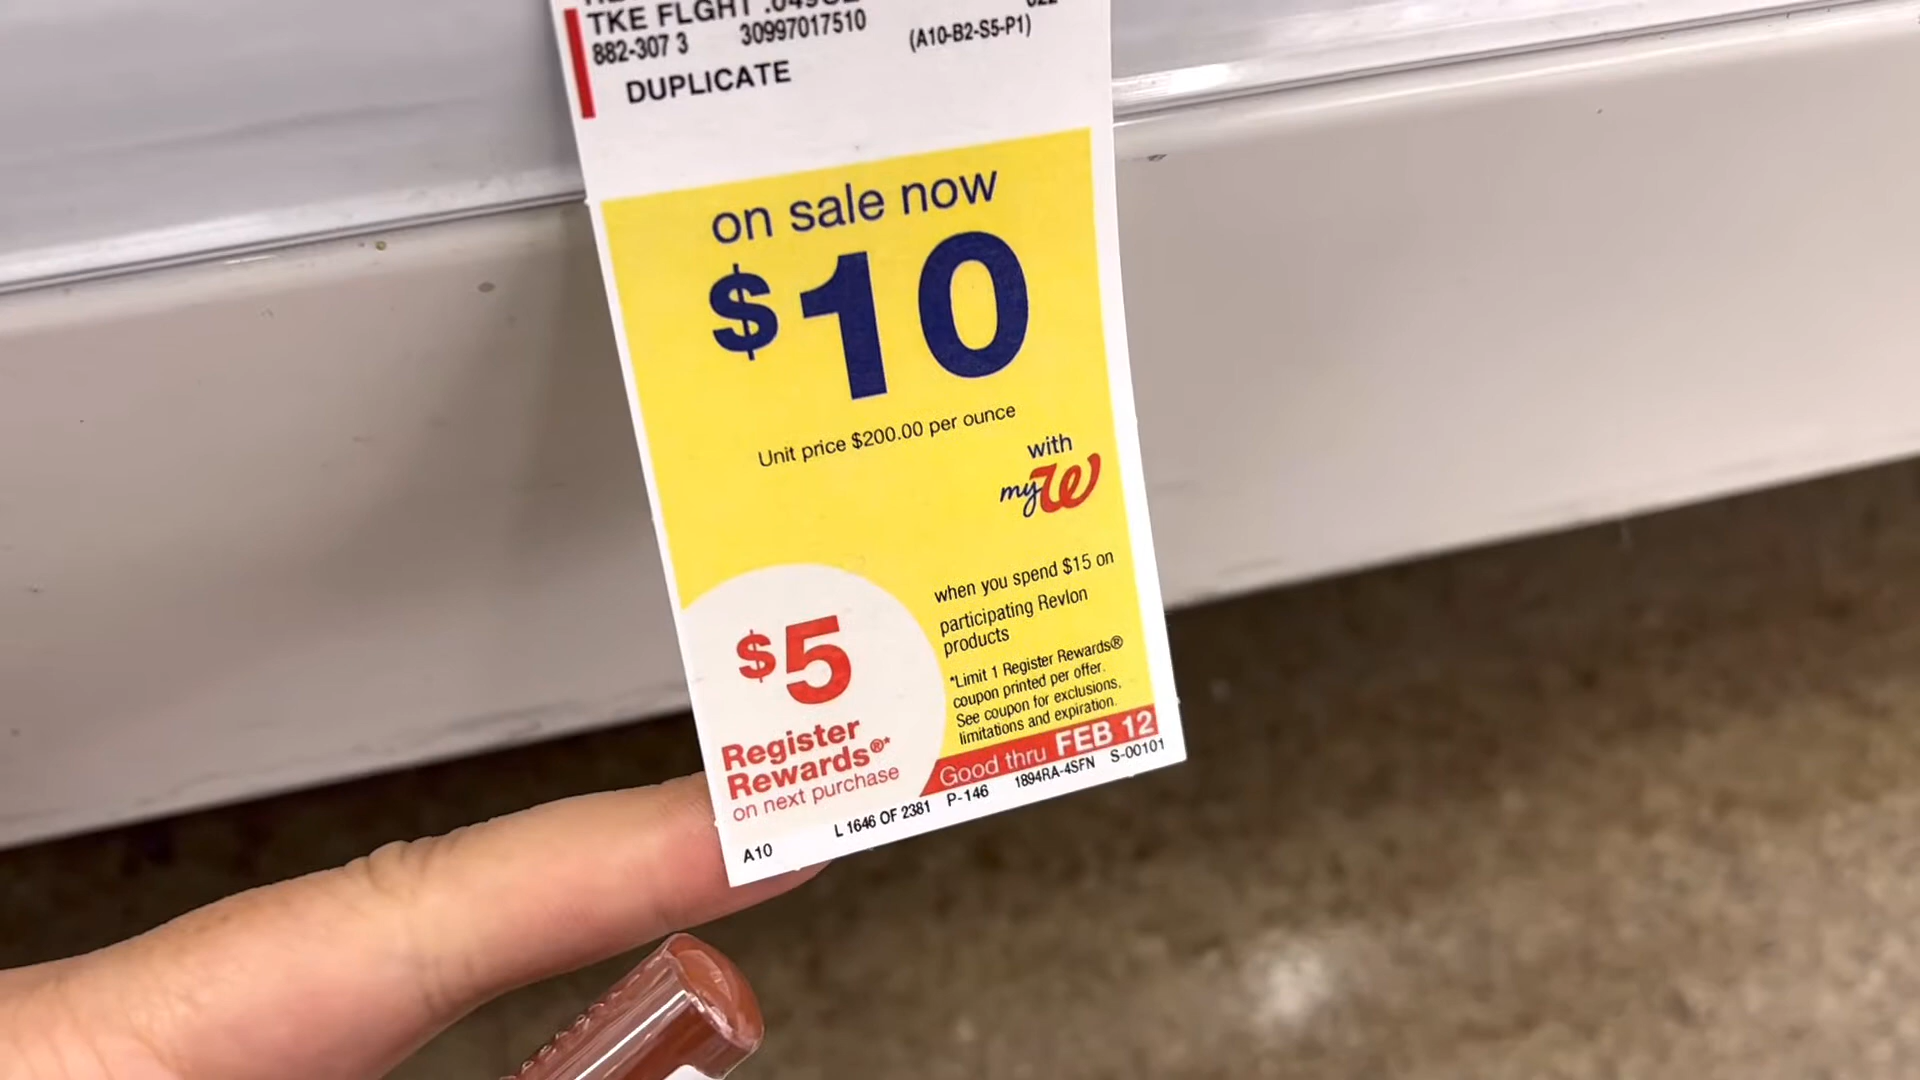 TKE FLGHT
882-307 3 30997017510 (A10-B2-S5-P1)
DUPLICATE
on sale now
$10
Unit price $200.00 per ounce
with
myW
$5
Register
Rewards®*
on next purchase
when you spend $15 on
participating Revlon
products
*Limit 1 Register Rewards®
coupon printed per offer.
See coupon for exclusions,
limitations and expiration.
Good thru FEB 12
A10 L 1646 OF 2381 P-146 1894RA-4SFN S-00101